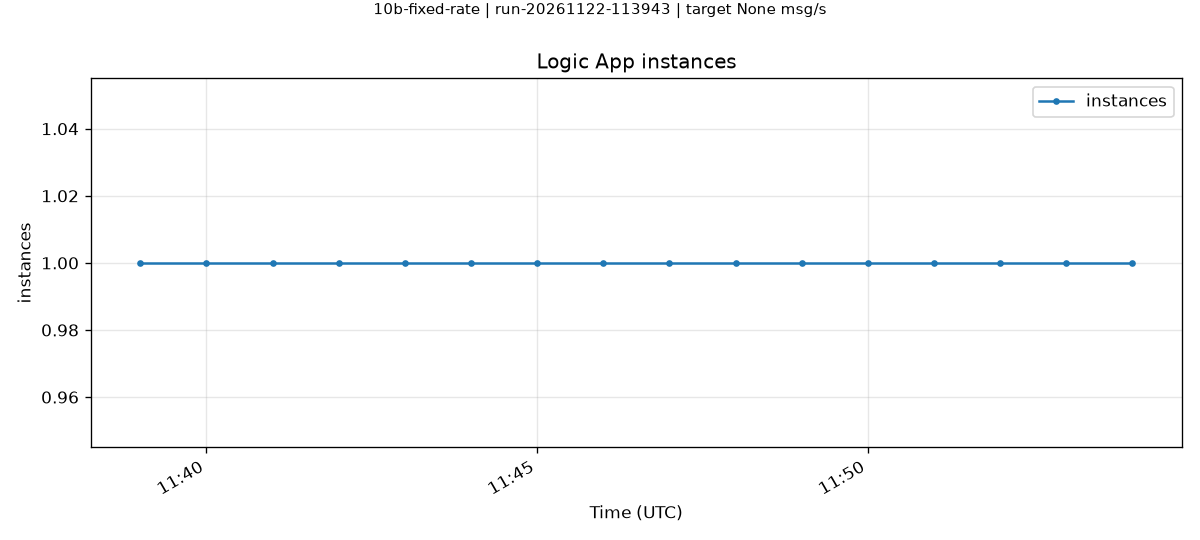 10b-fixed-rate | run-20261122-113943 | target None msg/s
Logic App instances
instances
1.04
1.02
1.00
0.98
0.96
instances
11:40
11:45
11:50
Time (UTC)